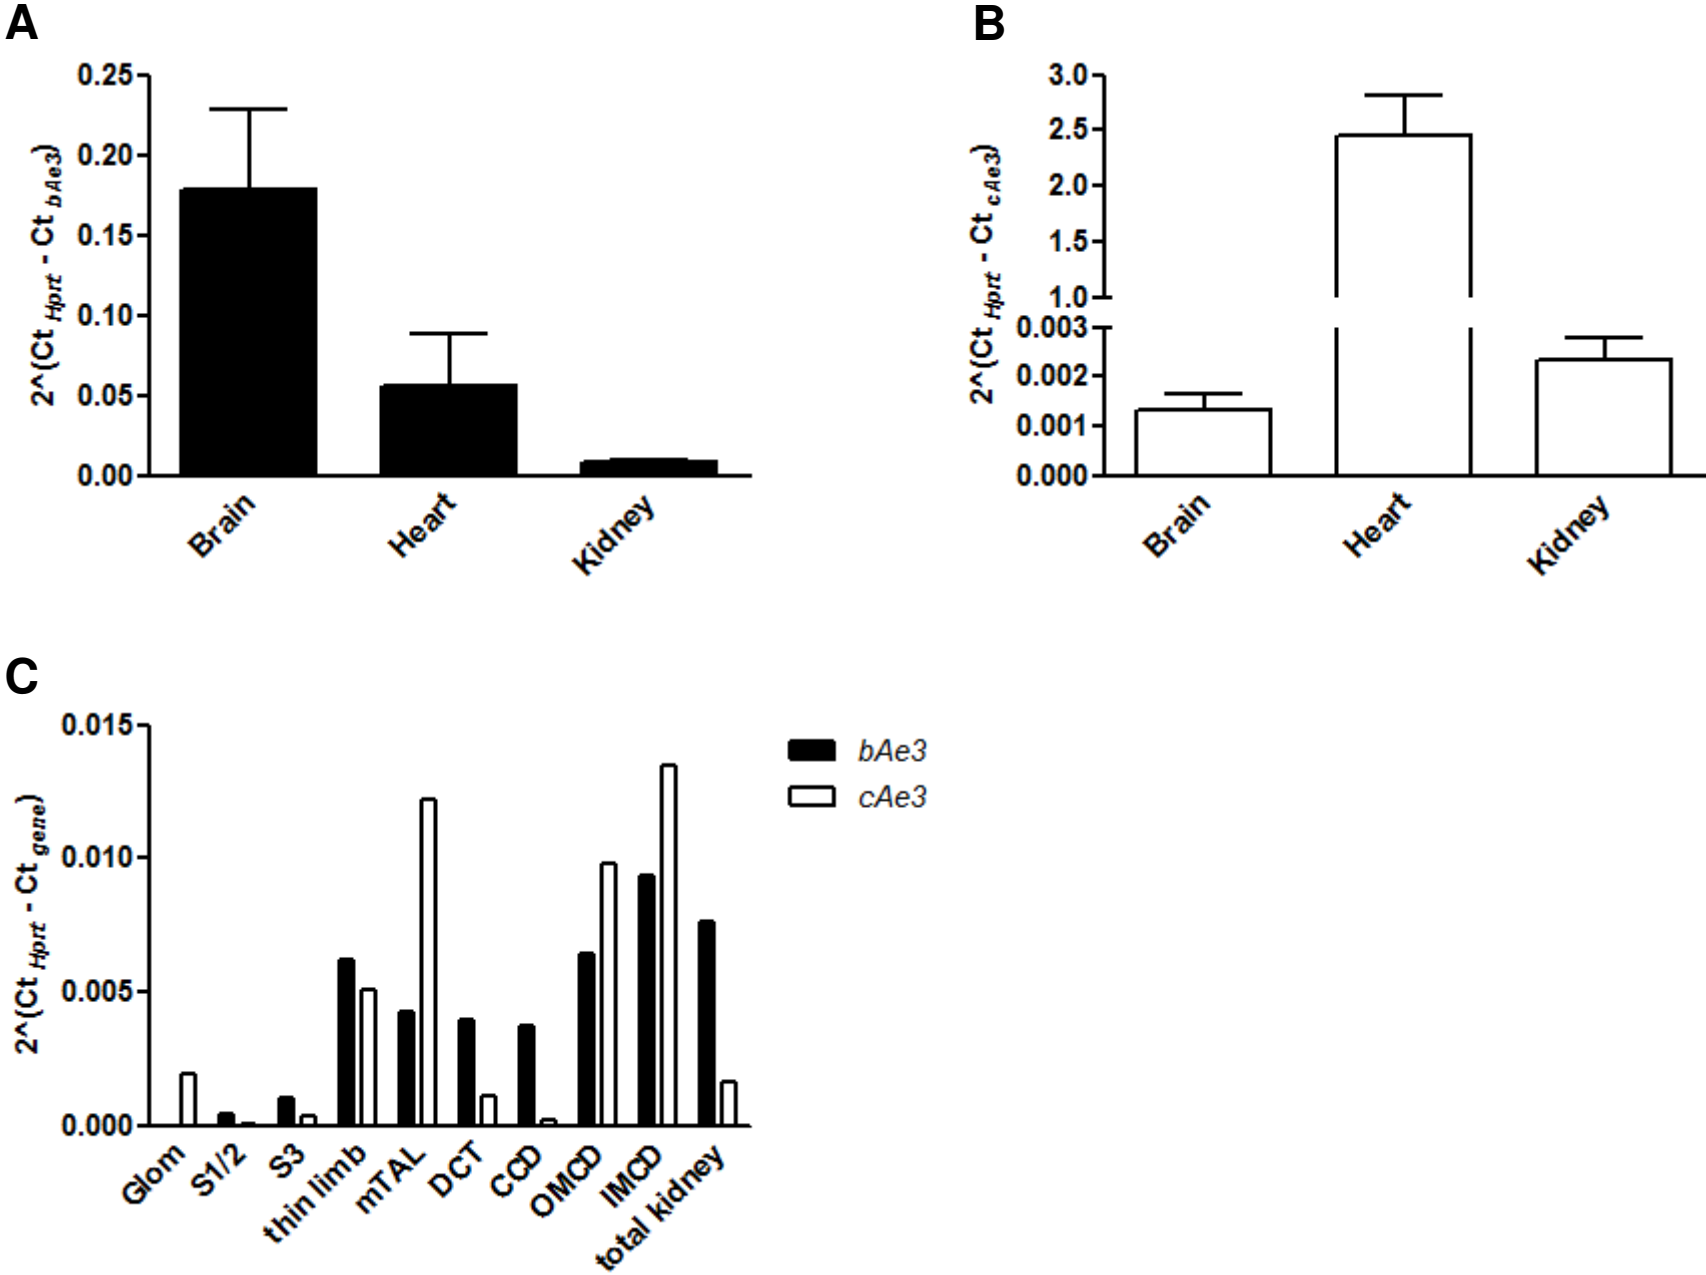 A
0.25
0.20
0.15
0.10
0.05
0.00
2^(Ct Hprt - Ct bAe3)
Brain
Heart
Kidney
B
3.0
2.5
2.0
1.5
1.0
0.003
0.002
0.001
0.000
2^(Ct Hprt - Ct cAe3)
Brain
Heart
Kidney
C
0.015
0.010
0.005
0.000
2^(Ct Hprt - Ct gene)
bAe3
cAe3
Glom
S1/2
S3
thin limb
mTAL
DCT
CCD
OMCD
IMCD
total kidney